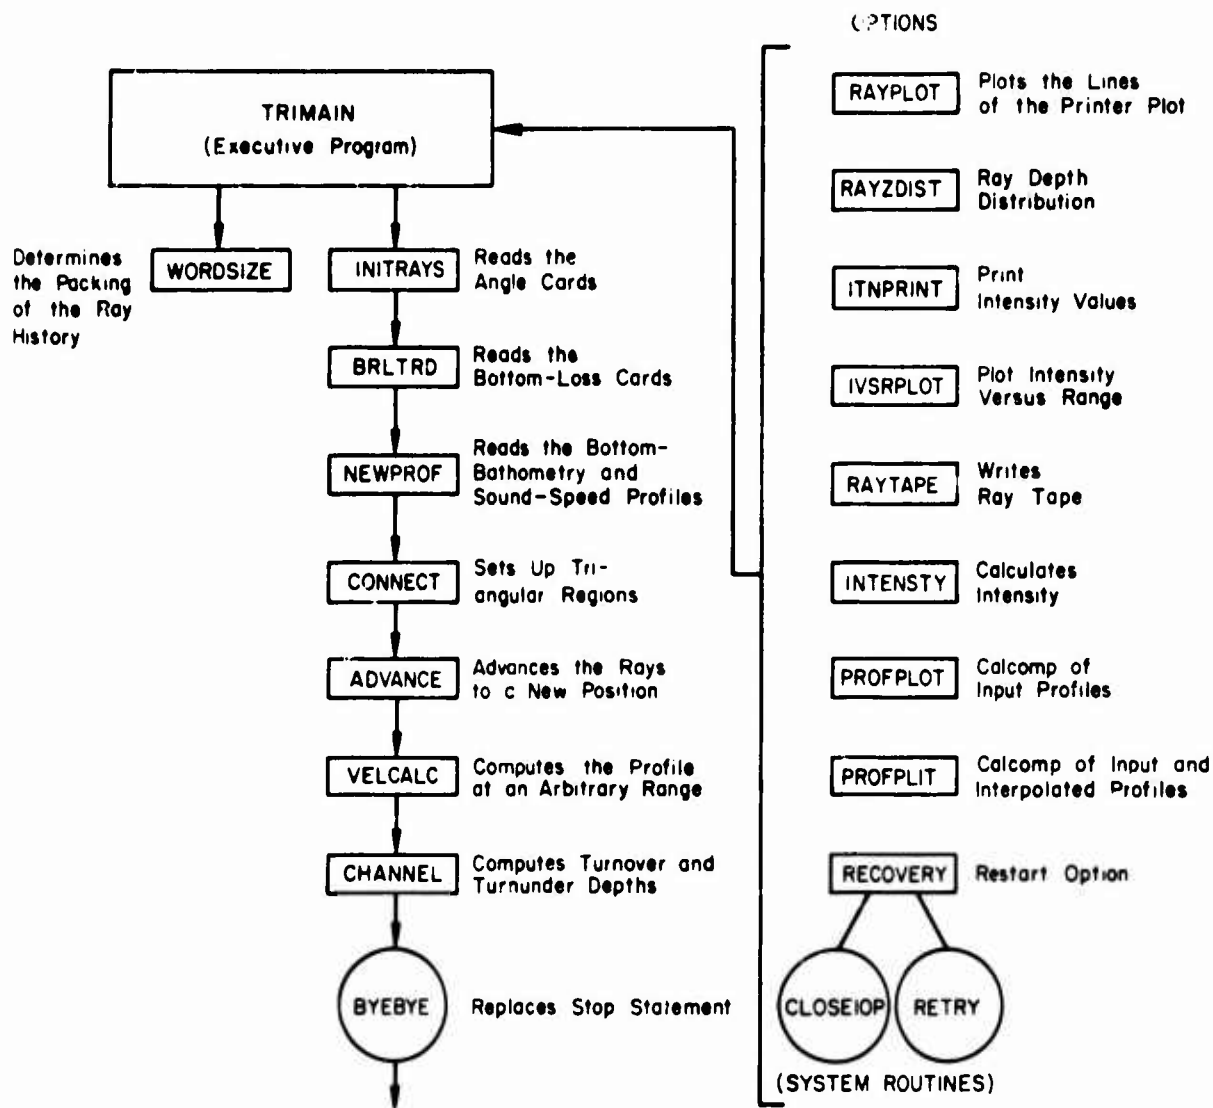 OPTIONS
TRIMAIN
(Executive Program)
Determines
the Packing
of the Ray
History
WORDSIZE
INITRAYS
Reads the
Angle Cards
BRLTRD
Reads the
Bottom-Loss Cards
NEWPROF
Reads the Bottom-
Bathometry and
Sound-Speed Profiles
CONNECT
Sets Up Tri-
angular Regions
ADVANCE
Advances the Rays
to c New Position
VELCALC
Computes the Profile
at an Arbitrary Range
CHANNEL
Computes Turnover and
Turnunder Depths
BYEBYE
Replaces Stop Statement
RAYPLOT
Plots the Lines
of the Printer Plot
RAYZDIST
Ray Depth
Distribution
ITNPRINT
Print
Intensity Values
IVSRPLOT
Plot Intensity
Versus Range
RAYTAPE
Writes
Ray Tape
INTENSTY
Calculates
Intensity
PROFPLOT
Calcomp of
Input Profiles
PROFPLIT
Calcomp of Input and
Interpolated Profiles
RECOVERY
Restart Option
CLOSEIOP
RETRY
(SYSTEM ROUTINES)